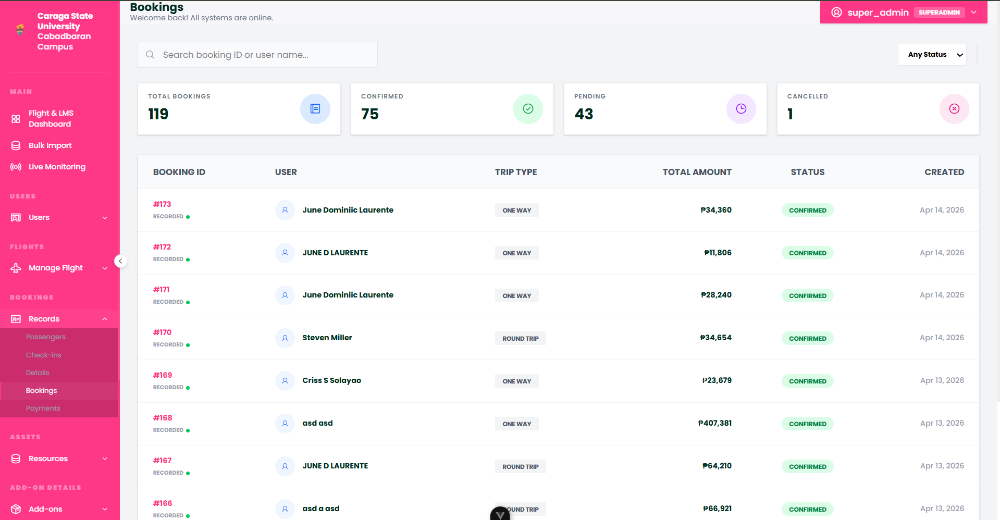 Caraga State
University
Cabadbaran
Campus
MAIN
Flight & LMS
Dashboard
Bulk Import
Live Monitoring
USERS
Users
FLIGHTS
Manage Flight
BOOKINGS
Records
Passengers
Check-ins
Details
Bookings
Payments
ASSETS
Resources
ADD-ON DETAILS
Add-ons
Bookings
Welcome back! All systems are online.
super_admin SUPERADMIN
Search booking ID or user name...
Any Status
TOTAL BOOKINGS
119
CONFIRMED
75
PENDING
43
CANCELLED
1
BOOKING ID USER TRIP TYPE TOTAL AMOUNT STATUS CREATED
#173
RECORDED
June Dominiic Laurente ONE WAY ₱34,360 CONFIRMED Apr 14, 2026
#172
RECORDED
JUNE D LAURENTE ONE WAY ₱11,806 CONFIRMED Apr 14, 2026
#171
RECORDED
June Dominiic Laurente ONE WAY ₱28,240 CONFIRMED Apr 14, 2026
#170
RECORDED
Steven Miller ROUND TRIP ₱34,654 CONFIRMED Apr 14, 2026
#169
RECORDED
Criss S Solayao ONE WAY ₱23,679 CONFIRMED Apr 13, 2026
#168
RECORDED
asd asd ONE WAY ₱407,381 CONFIRMED Apr 13, 2026
#167
RECORDED
JUNE D LAURENTE ROUND TRIP ₱64,210 CONFIRMED Apr 13, 2026
#166
RECORDED
asd a asd OUND TRIP ₱66,921 CONFIRMED Apr 13, 2026